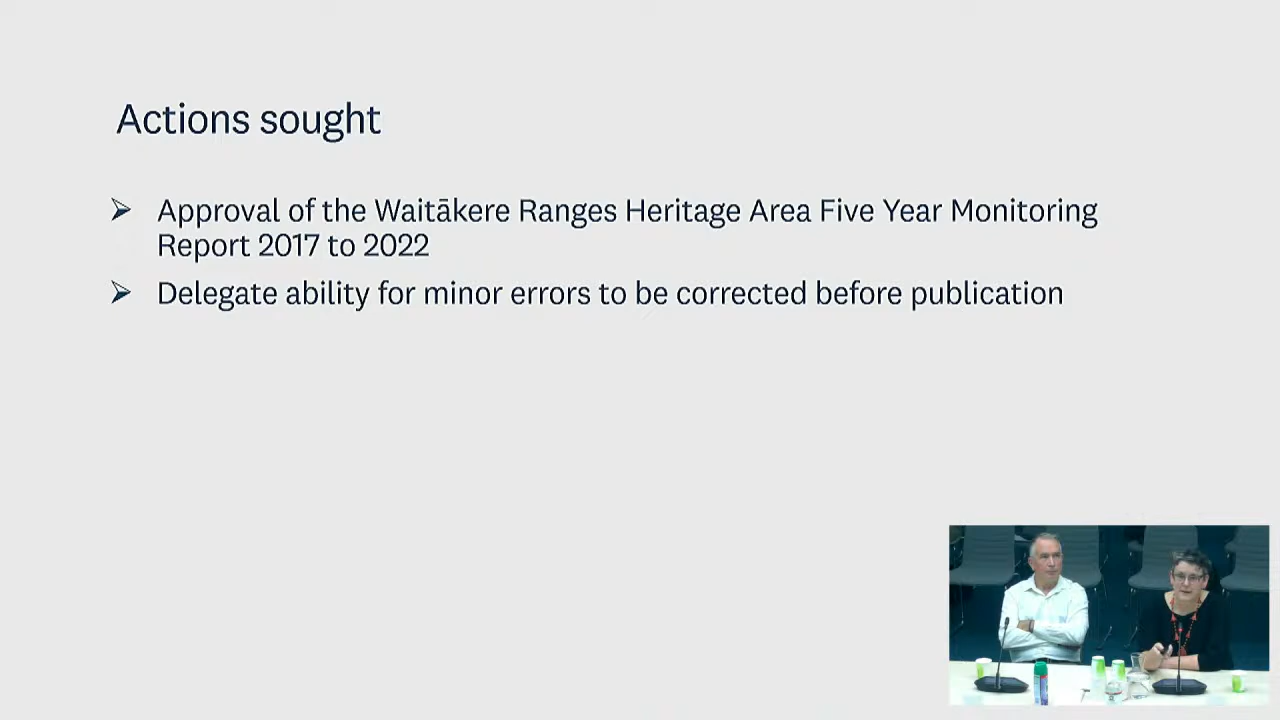 Actions sought
Approval of the Waitākere Ranges Heritage Area Five Year Monitoring
Report 2017 to 2022
Delegate ability for minor errors to be corrected before publication